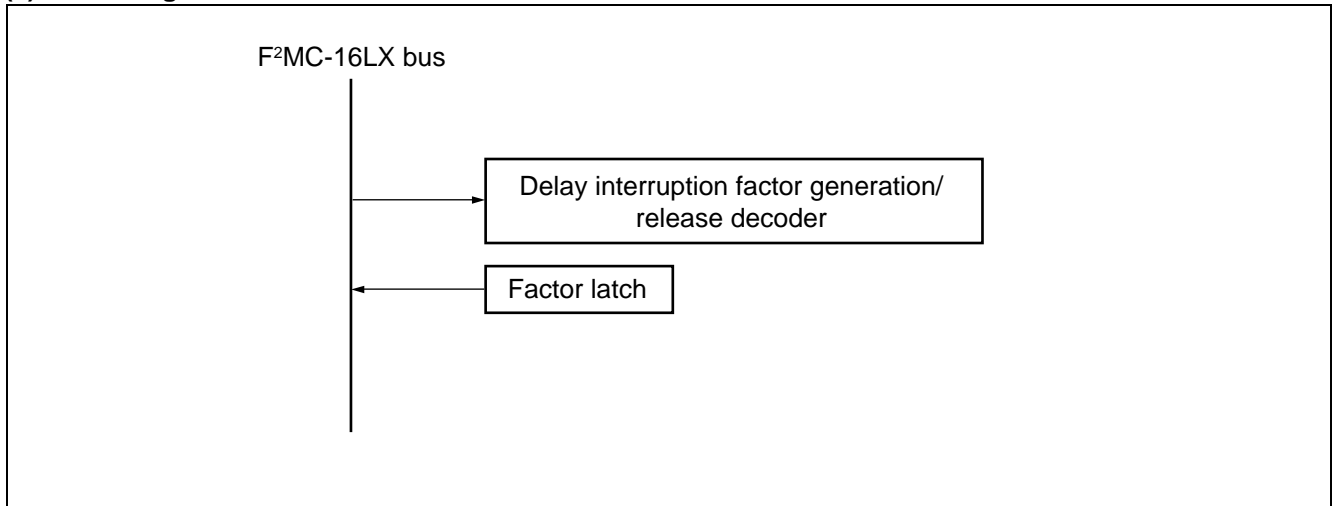 F²MC-16LX bus
Delay interruption factor generation/
release decoder
Factor latch